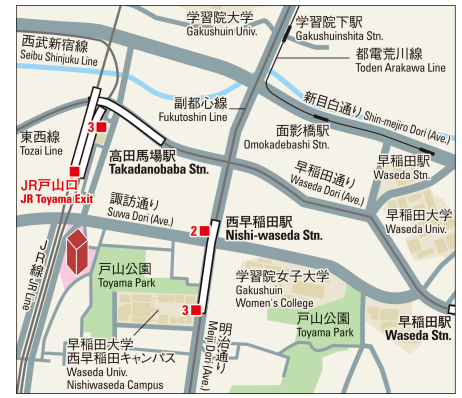 学習院大学
Gakushuin Univ.
学習院下駅
Gakushuinshita Stn.
西武新宿線
Seibu Shinjuku Line
都電荒川線
Toden Arakawa Line
副都心線
Fukutoshin Line
新目白通り Shin-mejiro Dori (Ave.)
面影橋駅
Omokadebashi Stn.
東西線
Tozai Line
3
高田馬場駅
Takadanobaba Stn.
早稲田通り
Waseda Dori (Ave.)
早稲田駅
Waseda Stn.
JR戸山口
JR Toyama Exit
諏訪通り
Suwa Dori (Ave.)
2
西早稲田駅
Nishi-waseda Stn.
早稲田大学
Waseda Univ.
JR線 JR Line
戸山公園
Toyama Park
学習院女子大学
Gakushuin
Women's College
3
明治通り
Meiji Dori (Ave.)
戸山公園
Toyama Park
早稲田駅
Waseda Stn.
早稲田大学
西早稲田キャンパス
Waseda Univ.
Nishiwaseda Campus